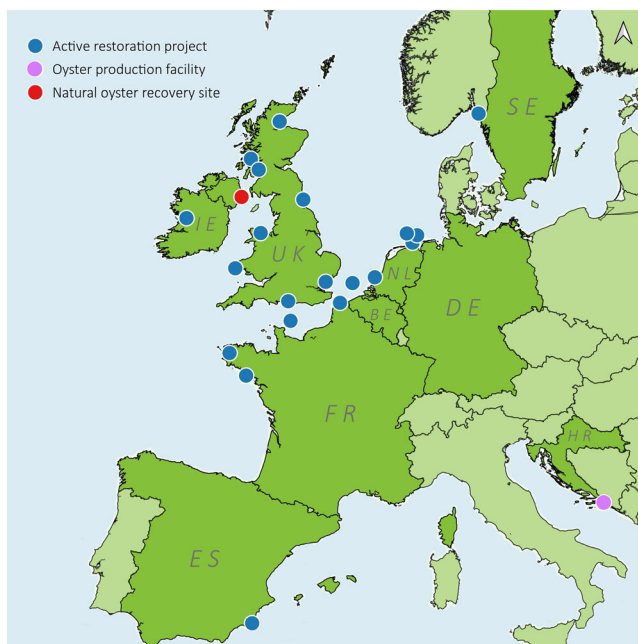 Active restoration project
Oyster production facility
Natural oyster recovery site
SE
IE
UK
NL
BE
DE
FR
HR
ES